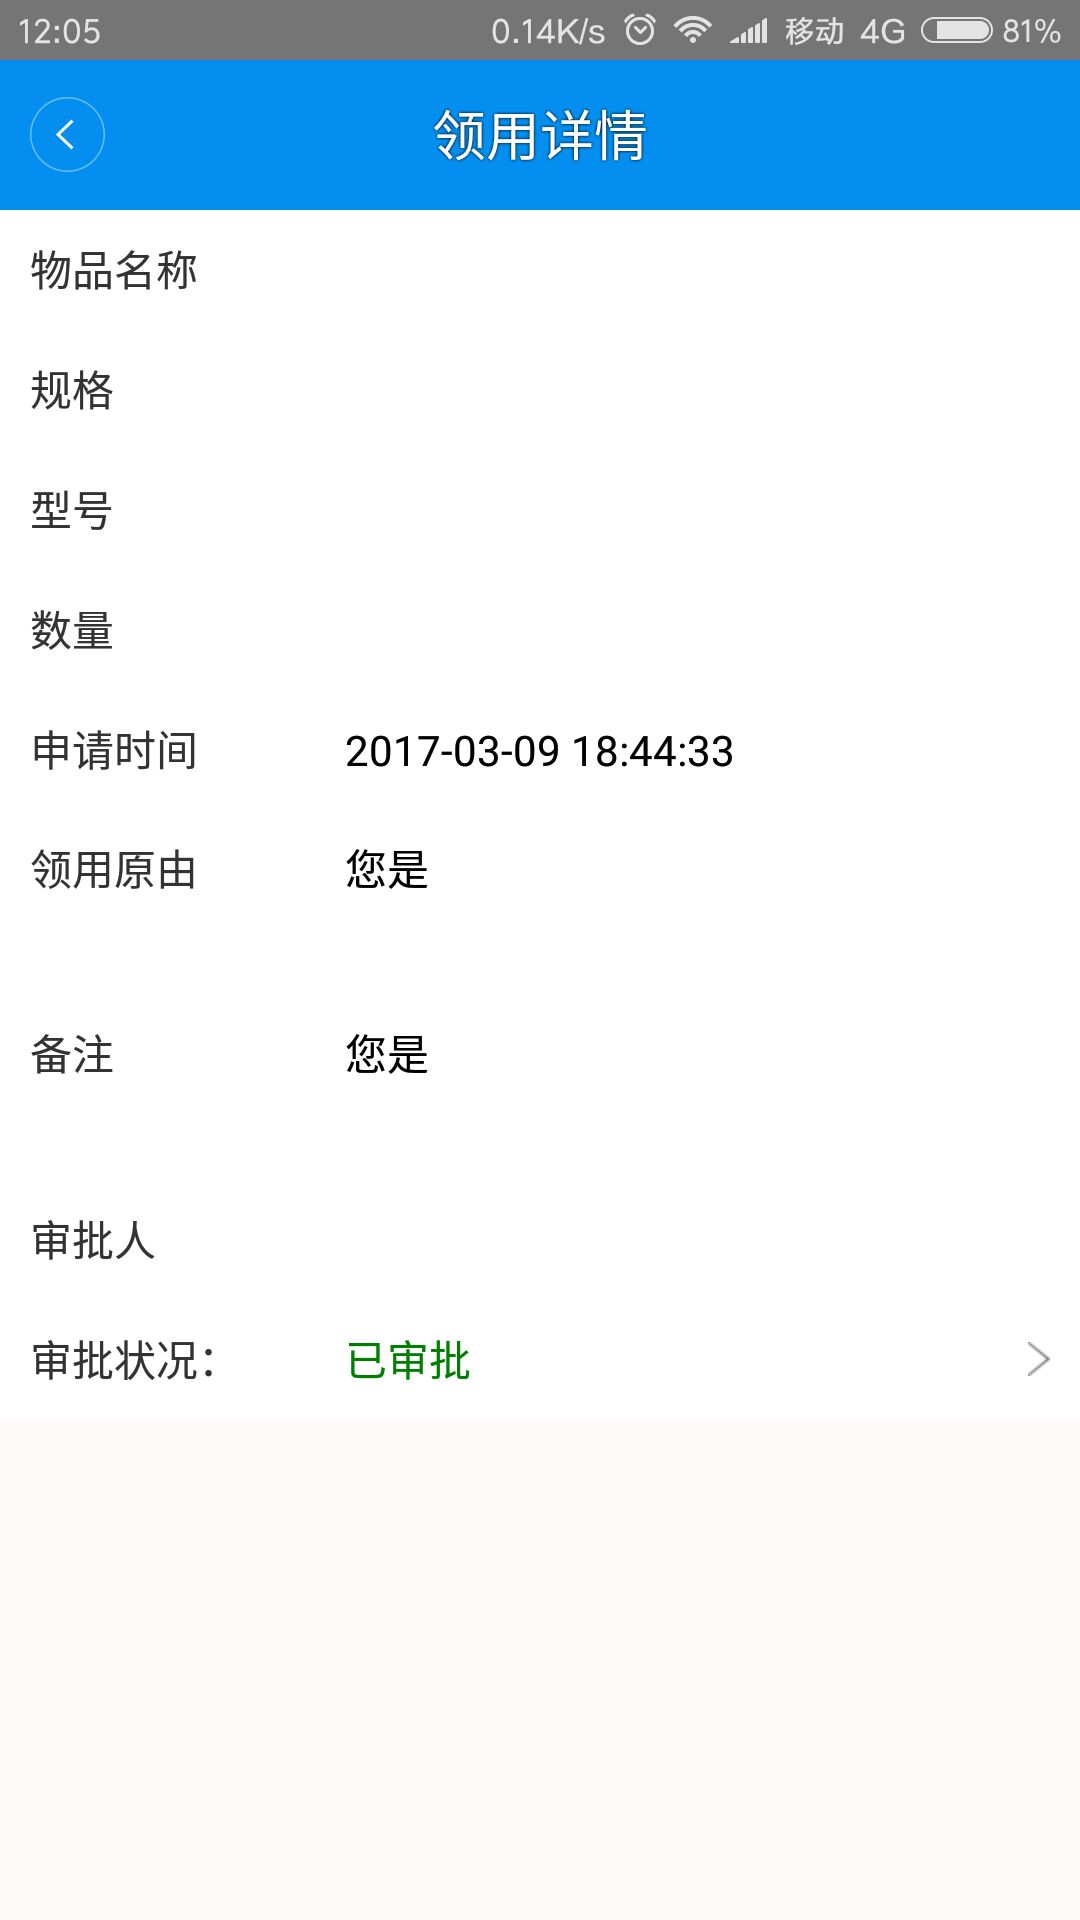 12:05 0.14K/s 移动 4G 81%
领用详情
物品名称
规格
型号
数量
申请时间 2017-03-09 18:44:33
领用原由 您是
备注 您是
审批人
审批状况： 已审批